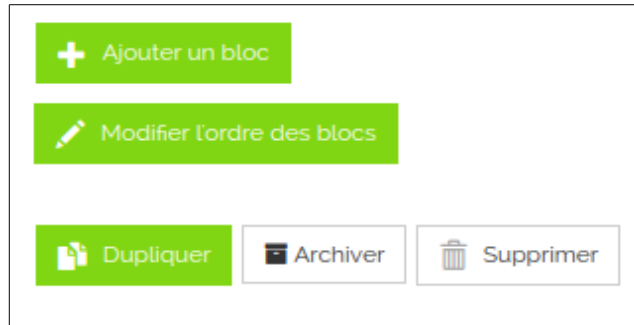 Ajouter un bloc
Modifier l'ordre des blocs
Dupliquer Archiver Supprimer